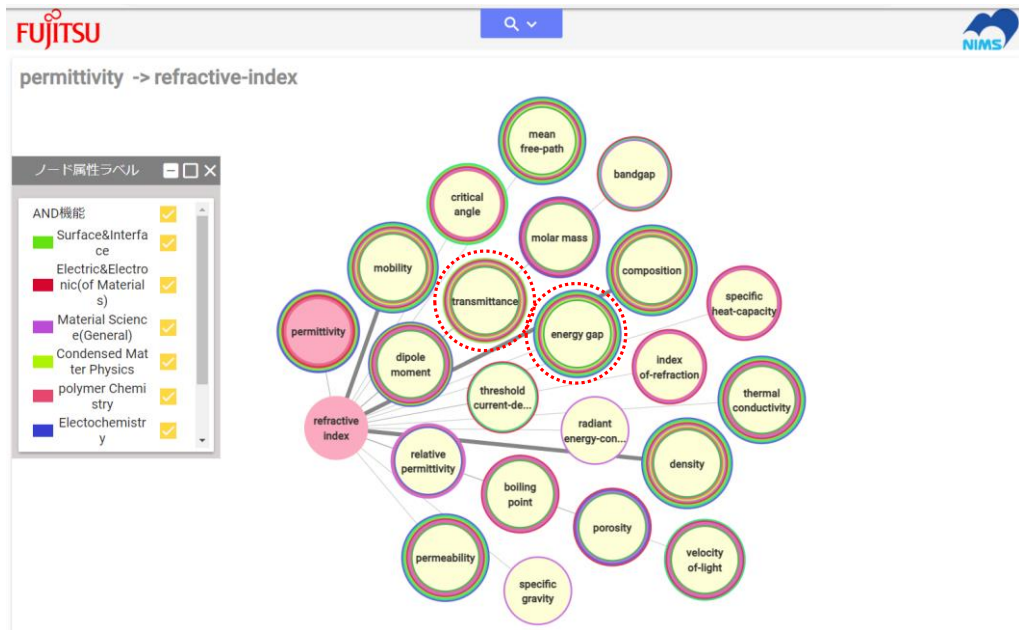 FUJITSU
NIMS
permittivity -> refractive-index
ノード属性ラベル
AND機能
Surface&Interfa
ce
Electric&Electro
nic(of Material
s)
Material Scienc
e(General)
Condensed Mat
ter Physics
polymer Chemi
stry
Electochemistr
y
mean
free-path
bandgap
critical
angle
molar mass
mobility
composition
transmittance
specific
heat-capacity
permittivity
energy gap
dipole
moment
index
of-refraction
threshold
current-de...
thermal
conductivity
refractive
index
radiant
energy-con...
relative
permittivity
density
boiling
point
porosity
permeability
velocity
of-light
specific
gravity